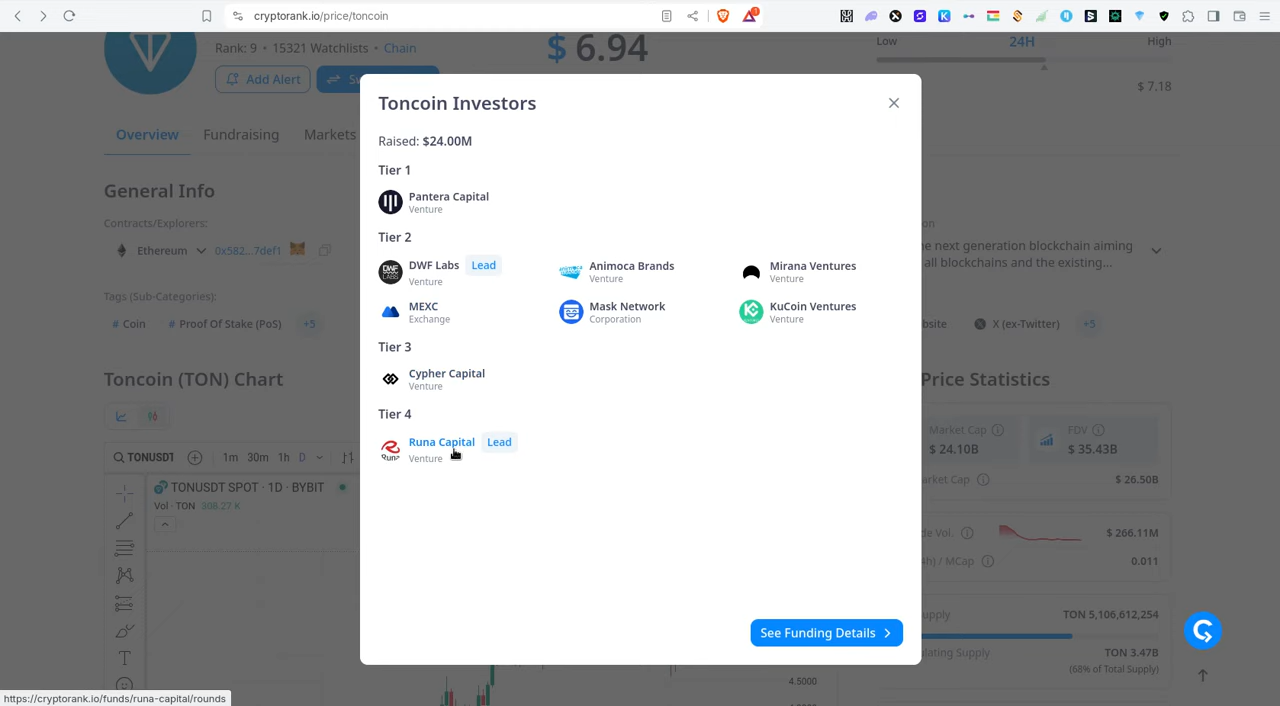 cryptorank.io/price/toncoin
Rank: 9 • 15321 Watchlists • Chain
Add Alert
$ 6.94
Low 24H High
$ 7.18
Overview Fundraising Markets
General Info
Contracts/Explorers:
Ethereum 0x582...7def1
Tags (Sub-Categories):
# Coin # Proof Of Stake (PoS) +5
Toncoin (TON) Chart
TONUSDT 1m 30m 1h D
TONUSDT SPOT · 1D · BYBIT
Vol · TON 908.27 K
Toncoin Investors
Raised: $24.00M
Tier 1
Pantera Capital
Venture
Tier 2
DWF Labs Lead
Venture
Animoca Brands
Venture
Mirana Ventures
Venture
MEXC
Exchange
Mask Network
Corporation
KuCoin Ventures
Venture
Tier 3
Cypher Capital
Venture
Tier 4
Runa Capital Lead
Venture
See Funding Details
next generation blockchain aiming
all blockchains and the existing...
X (ex-Twitter) +5
Price Statistics
Market Cap
$ 24.10B
FDV
$ 35.43B
$ 26.50B
Vol. $ 266.11M
/ MCap 0.011
TON 5,106,612,254
Supply TON 3.47B
(68% of Total Supply)
4.5000
https://cryptorank.io/funds/runa-capital/rounds